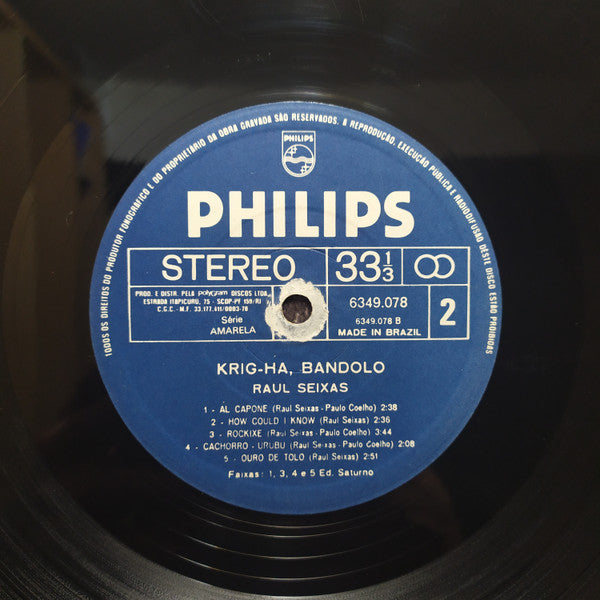 TODOS OS DIREITOS DO PRODUTOR FONOGRÁFICO E DO PROPRIETÁRIO DA OBRA GRAVADA SÃO RESERVADOS. A REPRODUÇÃO, EXECUÇÃO PÚBLICA E RADIODIFUSÃO DESTE DISCO ESTÃO PROIBIDAS
PHILIPS
PHILIPS
STEREO 33 1/3
PROD. E DISTR. PELA polygram DISCOS LTDA.
ESTRADA ITAPICURU, 75 - SCDP-PF 159/RJ
C.G.C. - M.F. 33.177.411/0003-70
Série
AMARELA
6349.078
6349.078 B
MADE IN BRAZIL
2
KRIG-HA, BANDOLO
RAUL SEIXAS
1 - AL CAPONE (Raul Seixas - Paulo Coelho) 2:38
2 - HOW COULD I KNOW (Raul Seixas) 2:36
3 - ROCKIXE (Raul Seixas - Paulo Coelho) 3:44
4 - CACHORRO - URUBU (Raul Seixas - Paulo Coelho) 2:08
5 - OURO DE TOLO (Raul Seixas) 2:51
Faixas: 1, 3, 4 e 5 Ed. Saturno